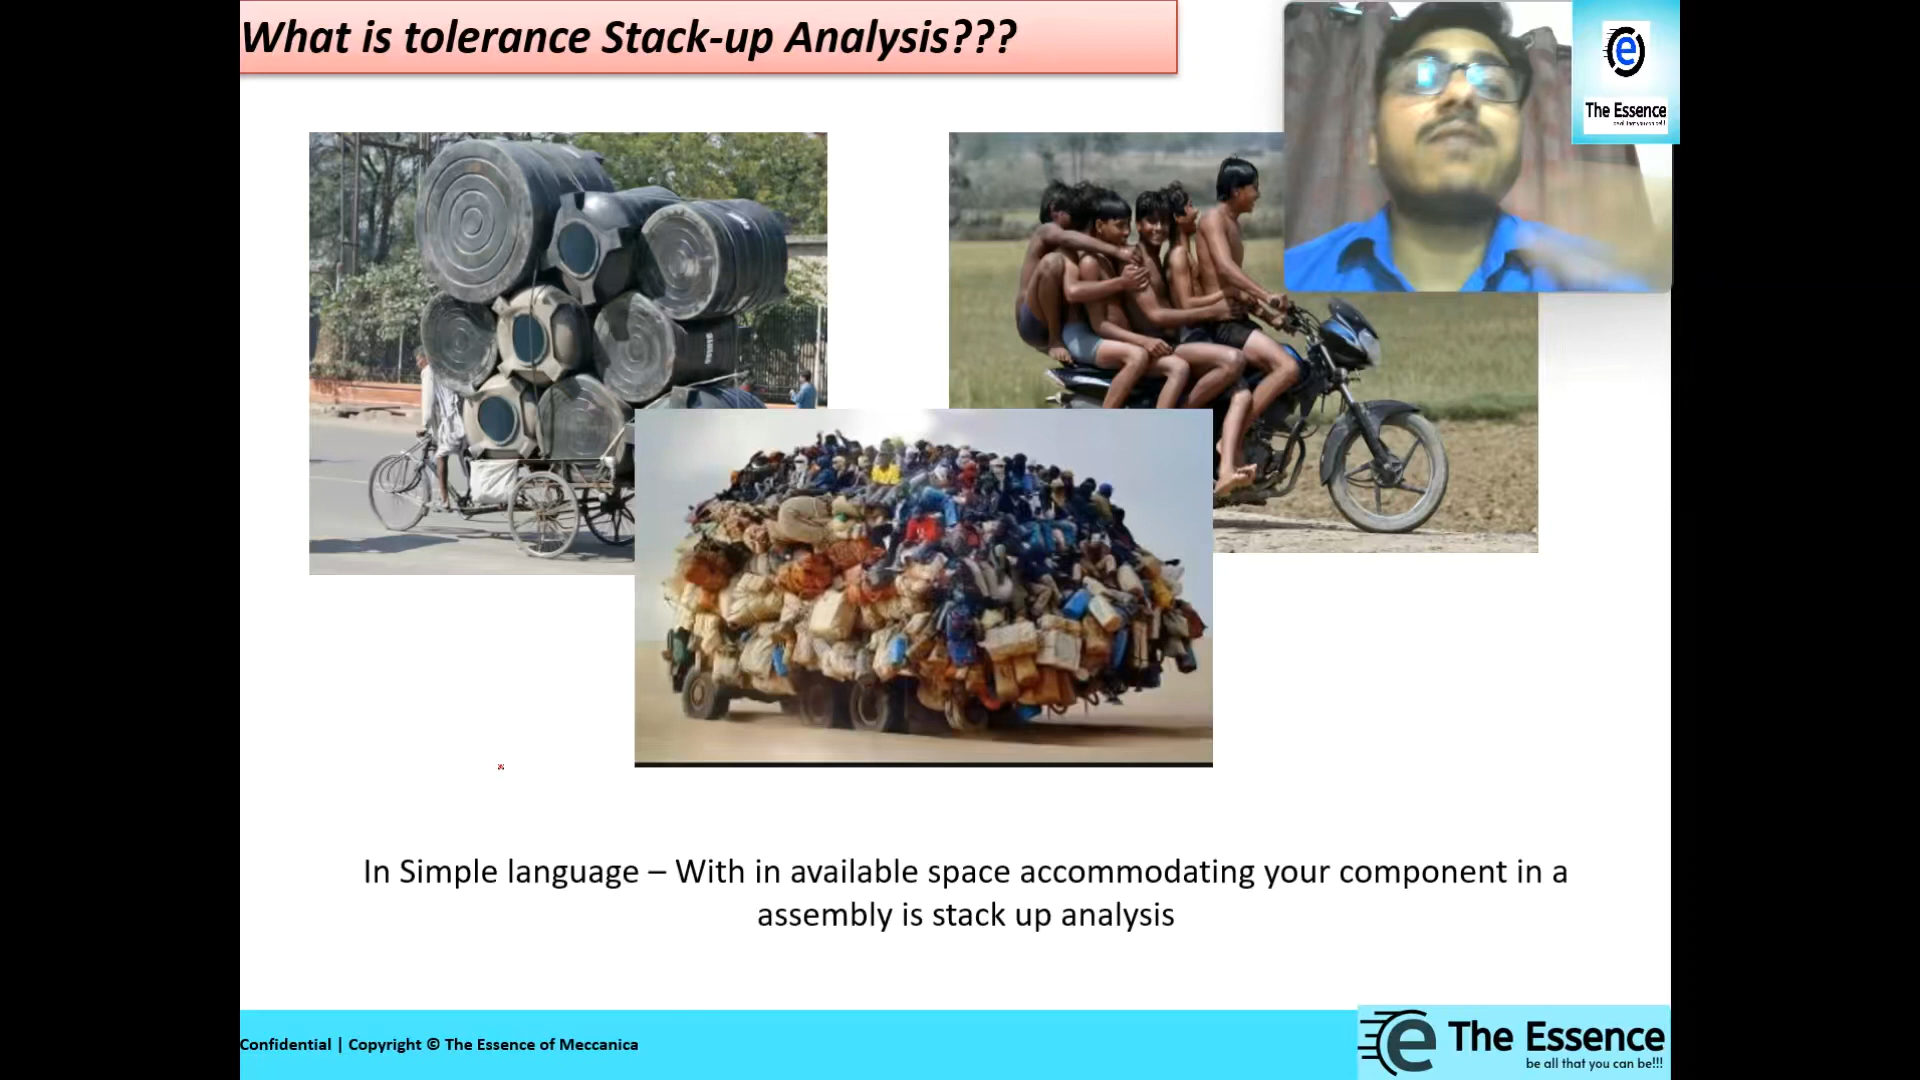 What is tolerance Stack-up Analysis???
e
The Essence
In Simple language – With in available space accommodating your component in a
assembly is stack up analysis
Confidential | Copyright © The Essence of Meccanica
e The Essence
be all that you can be!!!